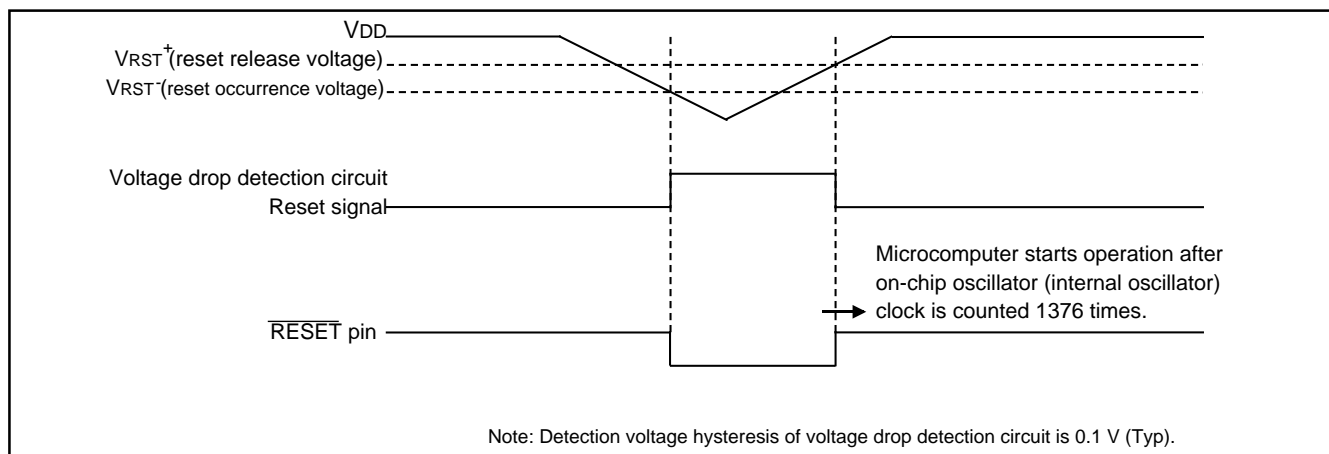 VDD
VRST+(reset release voltage)
VRST-(reset occurrence voltage)
Voltage drop detection circuit
Reset signal
Microcomputer starts operation after
on-chip oscillator (internal oscillator)
clock is counted 1376 times.
RESET pin
Note: Detection voltage hysteresis of voltage drop detection circuit is 0.1 V (Typ).